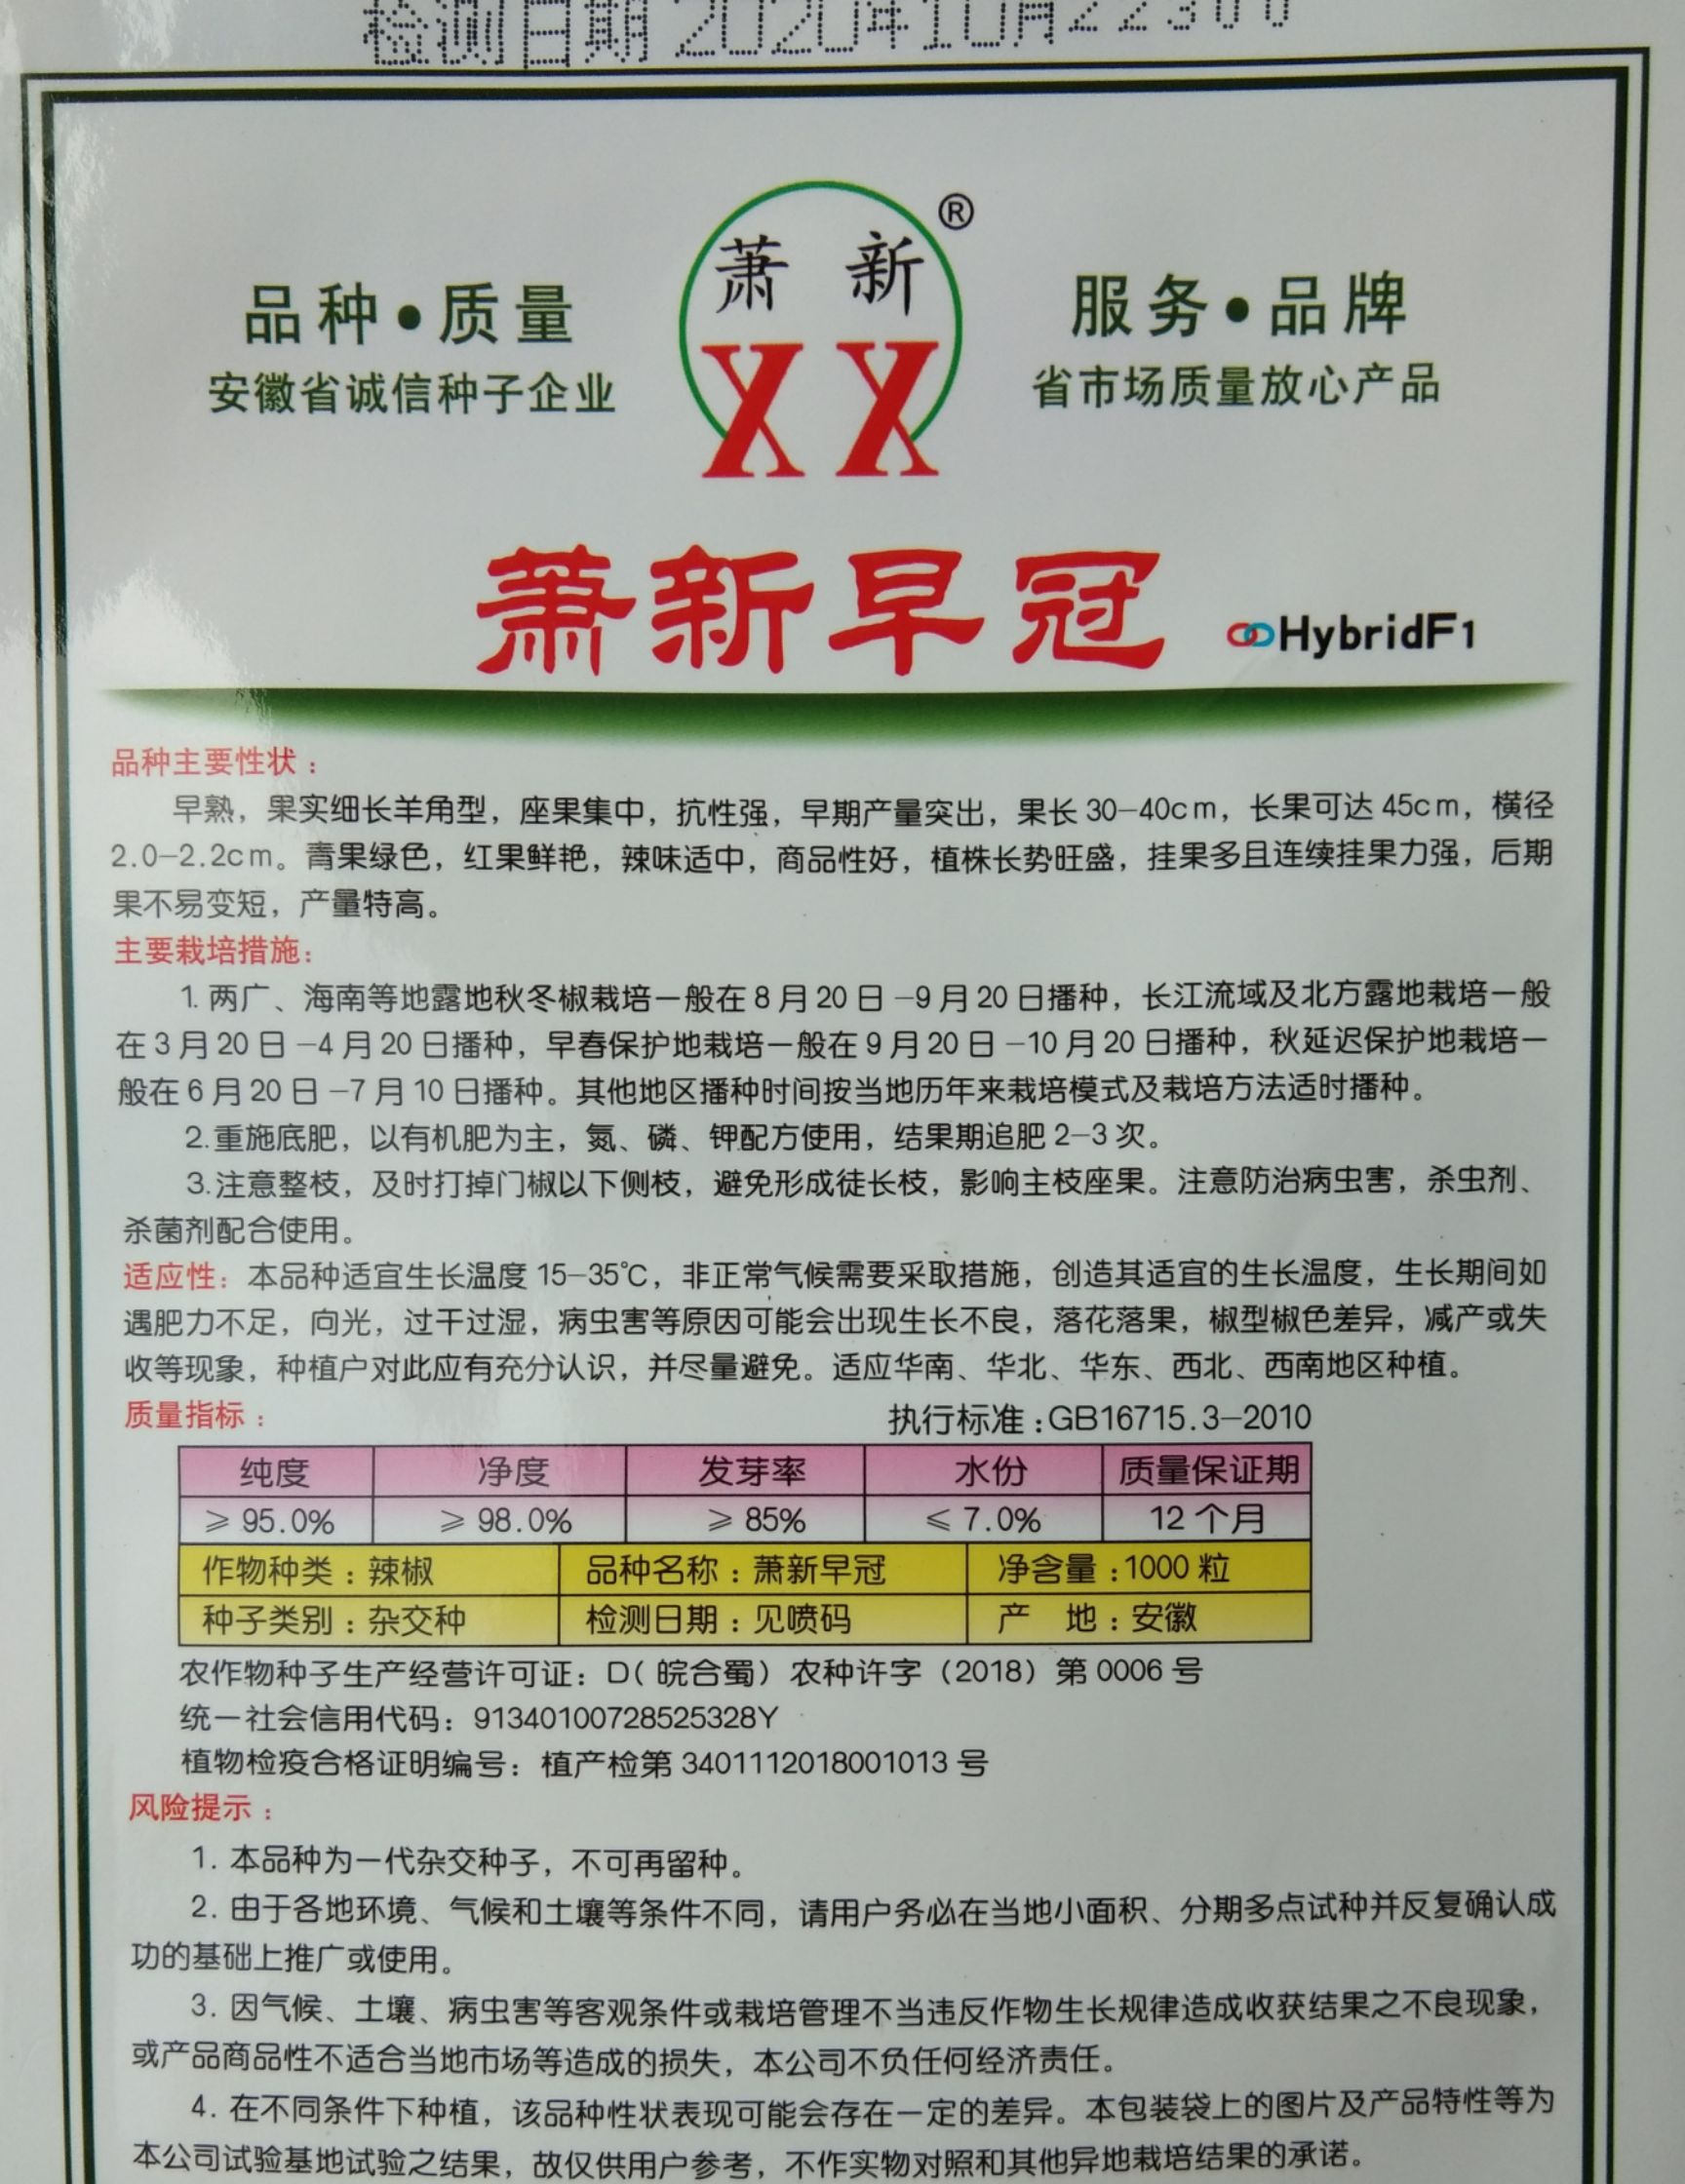 检测日期2020年10月22300
萧 新
®
XX
品种·质量
服务·品牌
安徽省诚信种子企业
省市场质量放心产品
萧新早冠
HybridF1
品种主要性状：
早熟，果实细长羊角型，座果集中，抗性强，早期产量突出，果长30-40cm，长果可达45cm，横径
2.0-2.2cm。青果绿色，红果鲜艳，辣味适中，商品性好，植株长势旺盛，挂果多且连续挂果力强，后期
果不易变短，产量特高。
主要栽培措施：
1. 两广、海南等地露地秋冬椒栽培一般在8月20日-9月20日播种，长江流域及北方露地栽培一般
在3月20日-4月20日播种，早春保护地栽培一般在9月20日-10月20日播种，秋延迟保护地栽培一
般在6月20日-7月10日播种。其他地区播种时间按当地历年来栽培模式及栽培方法适时播种。
2.重施底肥，以有机肥为主，氮、磷、钾配方使用，结果期追肥2-3次。
3.注意整枝，及时打掉门椒以下侧枝，避免形成徒长枝，影响主枝座果。注意防治病虫害，杀虫剂、
杀菌剂配合使用。
适应性：本品种适宜生长温度15-35℃，非正常气候需要采取措施，创造其适宜的生长温度，生长期间如
遇肥力不足，向光，过干过湿，病虫害等原因可能会出现生长不良，落花落果，椒型椒色差异，减产或失
收等现象，种植户对此应有充分认识，并尽量避免。适应华南、华北、华东、西北、西南地区种植。
质量指标：
执行标准:GB16715.3-2010
纯度 净度 发芽率 水份 质量保证期
≥95.0% ≥98.0% ≥85% ≤7.0% 12个月
作物种类：辣椒 品种名称：萧新早冠 净含量:1000粒
种子类别：杂交种 检测日期：见喷码 产 地：安徽
农作物种子生产经营许可证：D(皖合蜀）农种许字（2018）第0006号
统一社会信用代码：91340100728525328Y
植物检疫合格证明编号：植产检第3401112018001013号
风险提示：
1. 本品种为一代杂交种子，不可再留种。
2. 由于各地环境、气候和土壤等条件不同，请用户务必在当地小面积、分期多点试种并反复确认成
功的基础上推广或使用。
3. 因气候、土壤、病虫害等客观条件或栽培管理不当违反作物生长规律造成收获结果之不良现象，
或产品商品性不适合当地市场等造成的损失，本公司不负任何经济责任。
4. 在不同条件下种植，该品种性状表现可能会存在一定的差异。本包装袋上的图片及产品特性等为
本公司试验基地试验之结果，故仅供用户参考，不作实物对照和其他异地栽培结果的承诺。